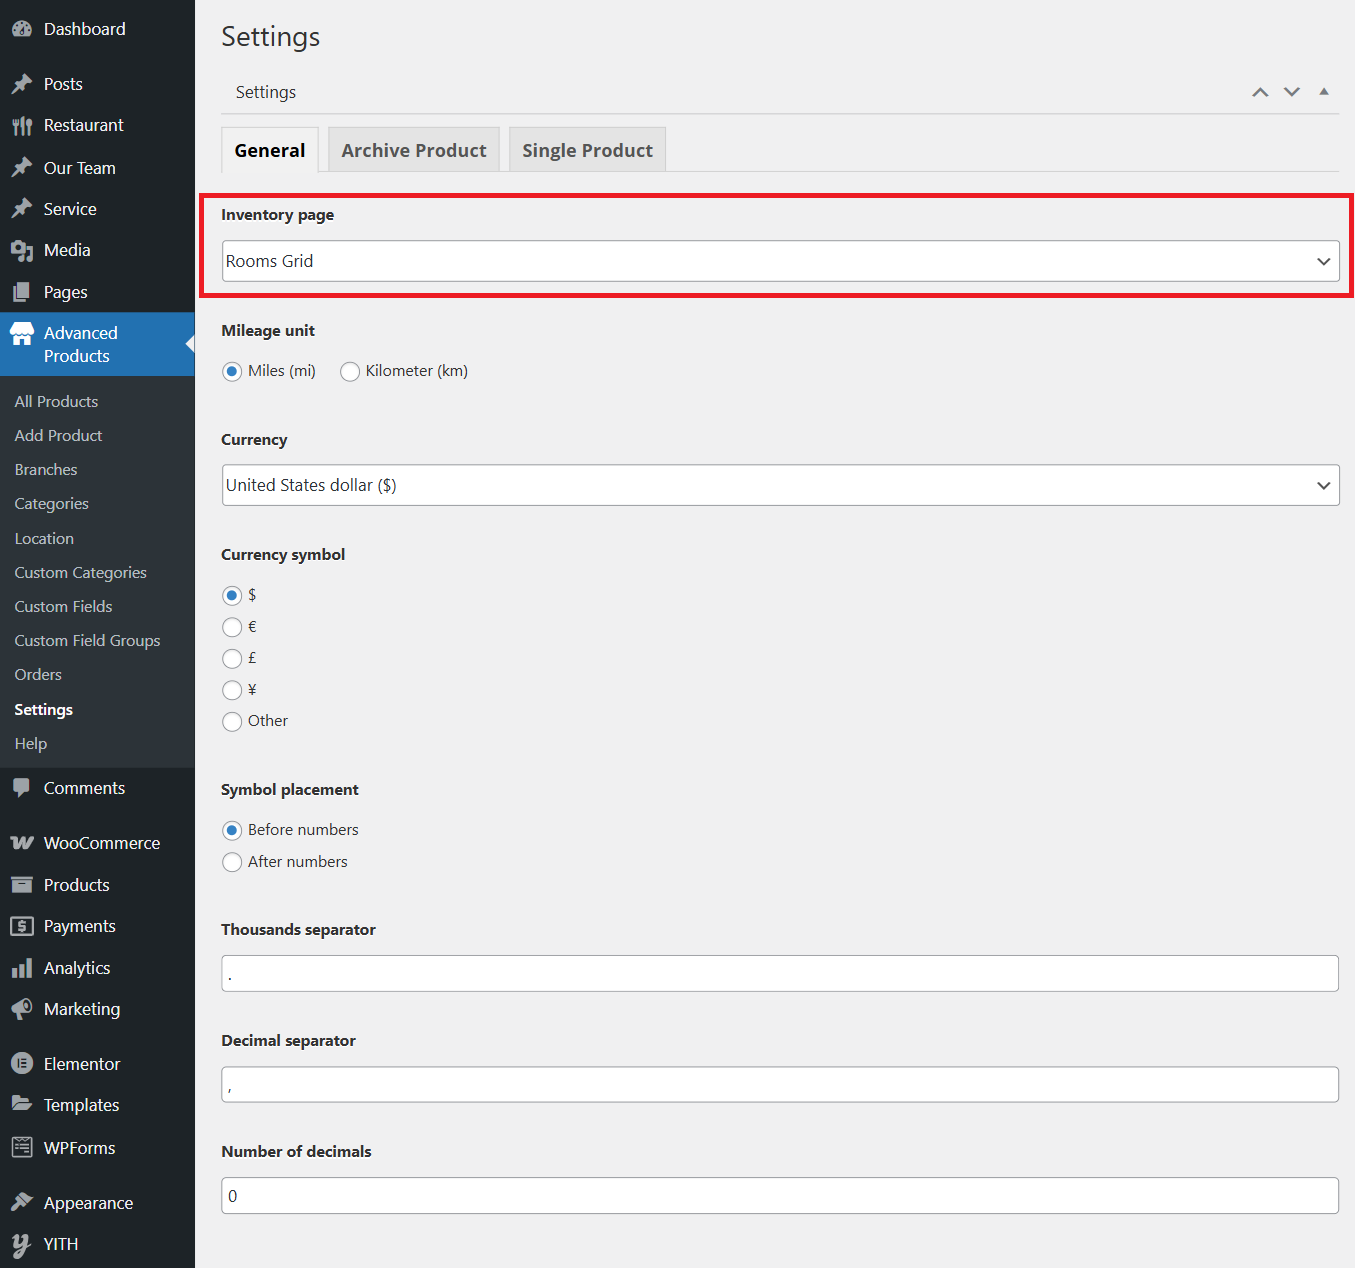 Dashboard
Posts
Restaurant
Our Team
Service
Media
Pages
Advanced
Products
All Products
Add Product
Branches
Categories
Location
Custom Categories
Custom Fields
Custom Field Groups
Orders
Settings
Help
Comments
WooCommerce
Products
Payments
Analytics
Marketing
Elementor
Templates
WPForms
Appearance
YITH
Settings
Settings
General Archive Product Single Product
Inventory page
Rooms Grid
Mileage unit
Miles (mi) Kilometer (km)
Currency
United States dollar ($)
Currency symbol
$
€
£
¥
Other
Symbol placement
Before numbers
After numbers
Thousands separator
.
Decimal separator
,
Number of decimals
0